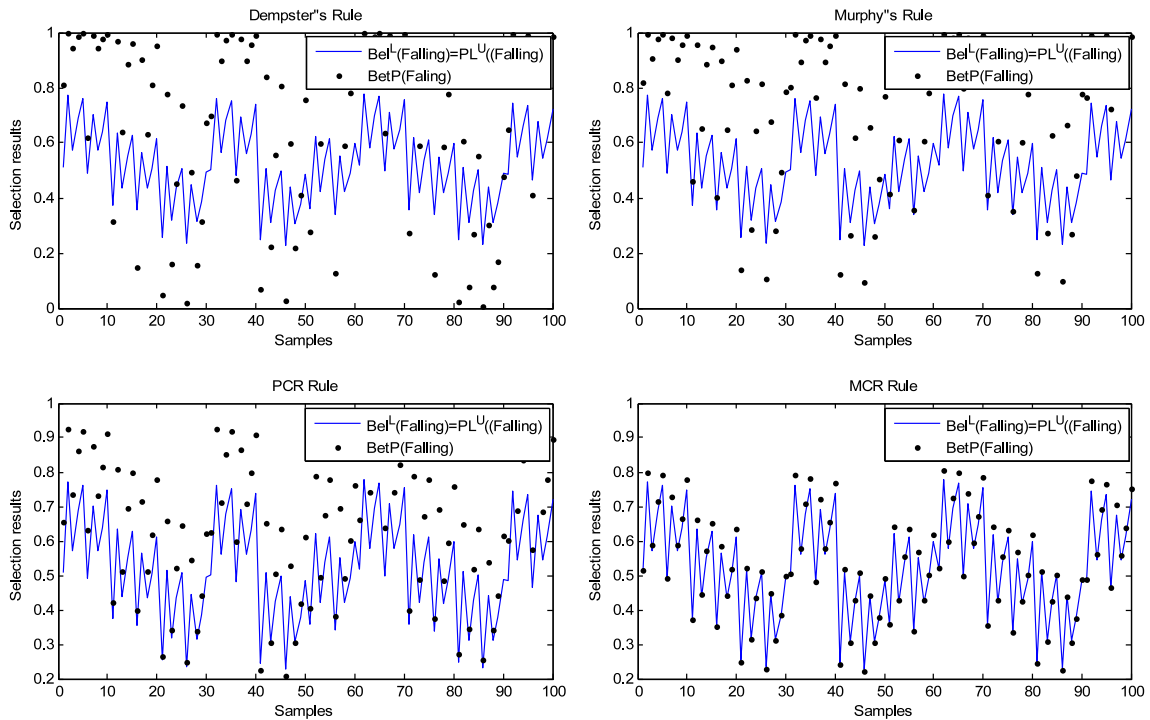 Dempster"s Rule
Bel^L(Falling)=PL^U((Falling)
BetP(Faling)
Selection results
1
0.8
0.6
0.4
0.2
0
0 10 20 30 40 50 60 70 80 90 100
Samples
Murphy"s Rule
Bel^L(Falling)=PL^U((Falling)
BetP(Falling)
Selection results
1
0.8
0.6
0.4
0.2
0
0 10 20 30 40 50 60 70 80 90 100
Samples
PCR Rule
Bel^L(Falling)=PL^U((Falling)
BetP(Falling)
Selection results
1
0.9
0.8
0.7
0.6
0.5
0.4
0.3
0.2
0 10 20 30 40 50 60 70 80 90 100
Samples
MCR Rule
Bel^L(Falling)=PL^U((Falling)
BetP(Falling)
Selection results
1
0.9
0.8
0.7
0.6
0.5
0.4
0.3
0.2
0 10 20 30 40 50 60 70 80 90 100
Samples